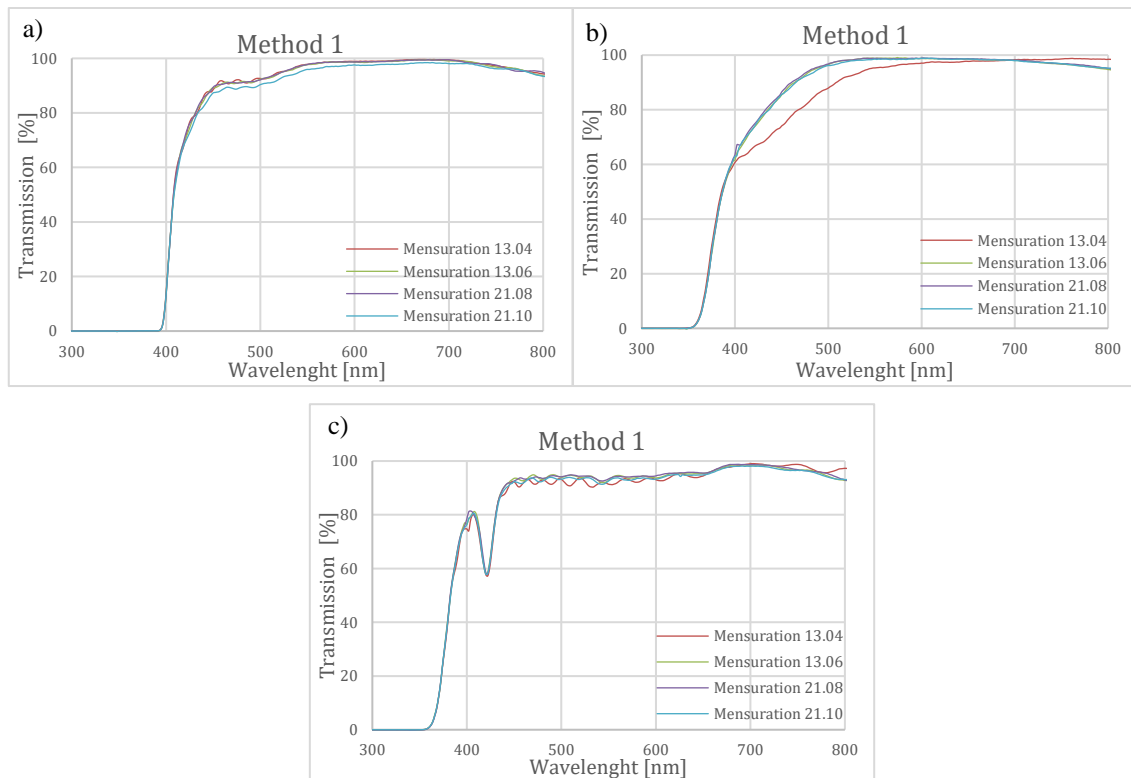 a)
Method 1
Transmission [%]
100
80
60
40
20
0
300 400 500 600 700 800
Wavelenght [nm]
Mensuration 13.04
Mensuration 13.06
Mensuration 21.08
Mensuration 21.10
b)
Method 1
Transmission [%]
100
80
60
40
20
0
300 400 500 600 700 800
Wavelenght [nm]
Mensuration 13.04
Mensuration 13.06
Mensuration 21.08
Mensuration 21.10
c)
Method 1
Transmission [%]
100
80
60
40
20
0
300 400 500 600 700 800
Wavelenght [nm]
Mensuration 13.04
Mensuration 13.06
Mensuration 21.08
Mensuration 21.10